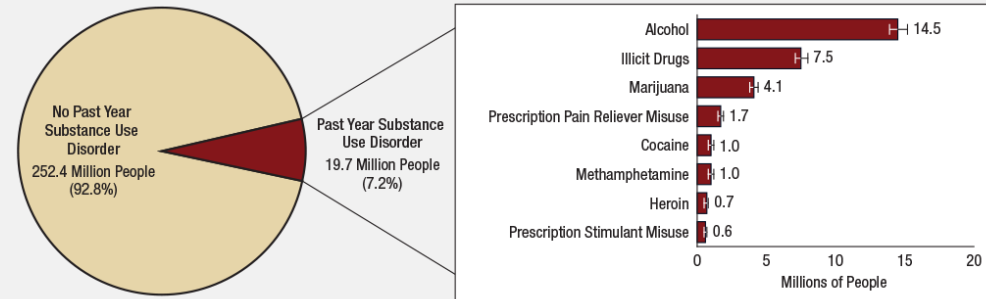 No Past Year
Substance Use
Disorder
252.4 Million People
(92.8%)
Past Year Substance
Use Disorder
19.7 Million People
(7.2%)
Alcohol 14.5
Illicit Drugs 7.5
Marijuana 4.1
Prescription Pain Reliever Misuse 1.7
Cocaine 1.0
Methamphetamine 1.0
Heroin 0.7
Prescription Stimulant Misuse 0.6
0 5 10 15 20
Millions of People